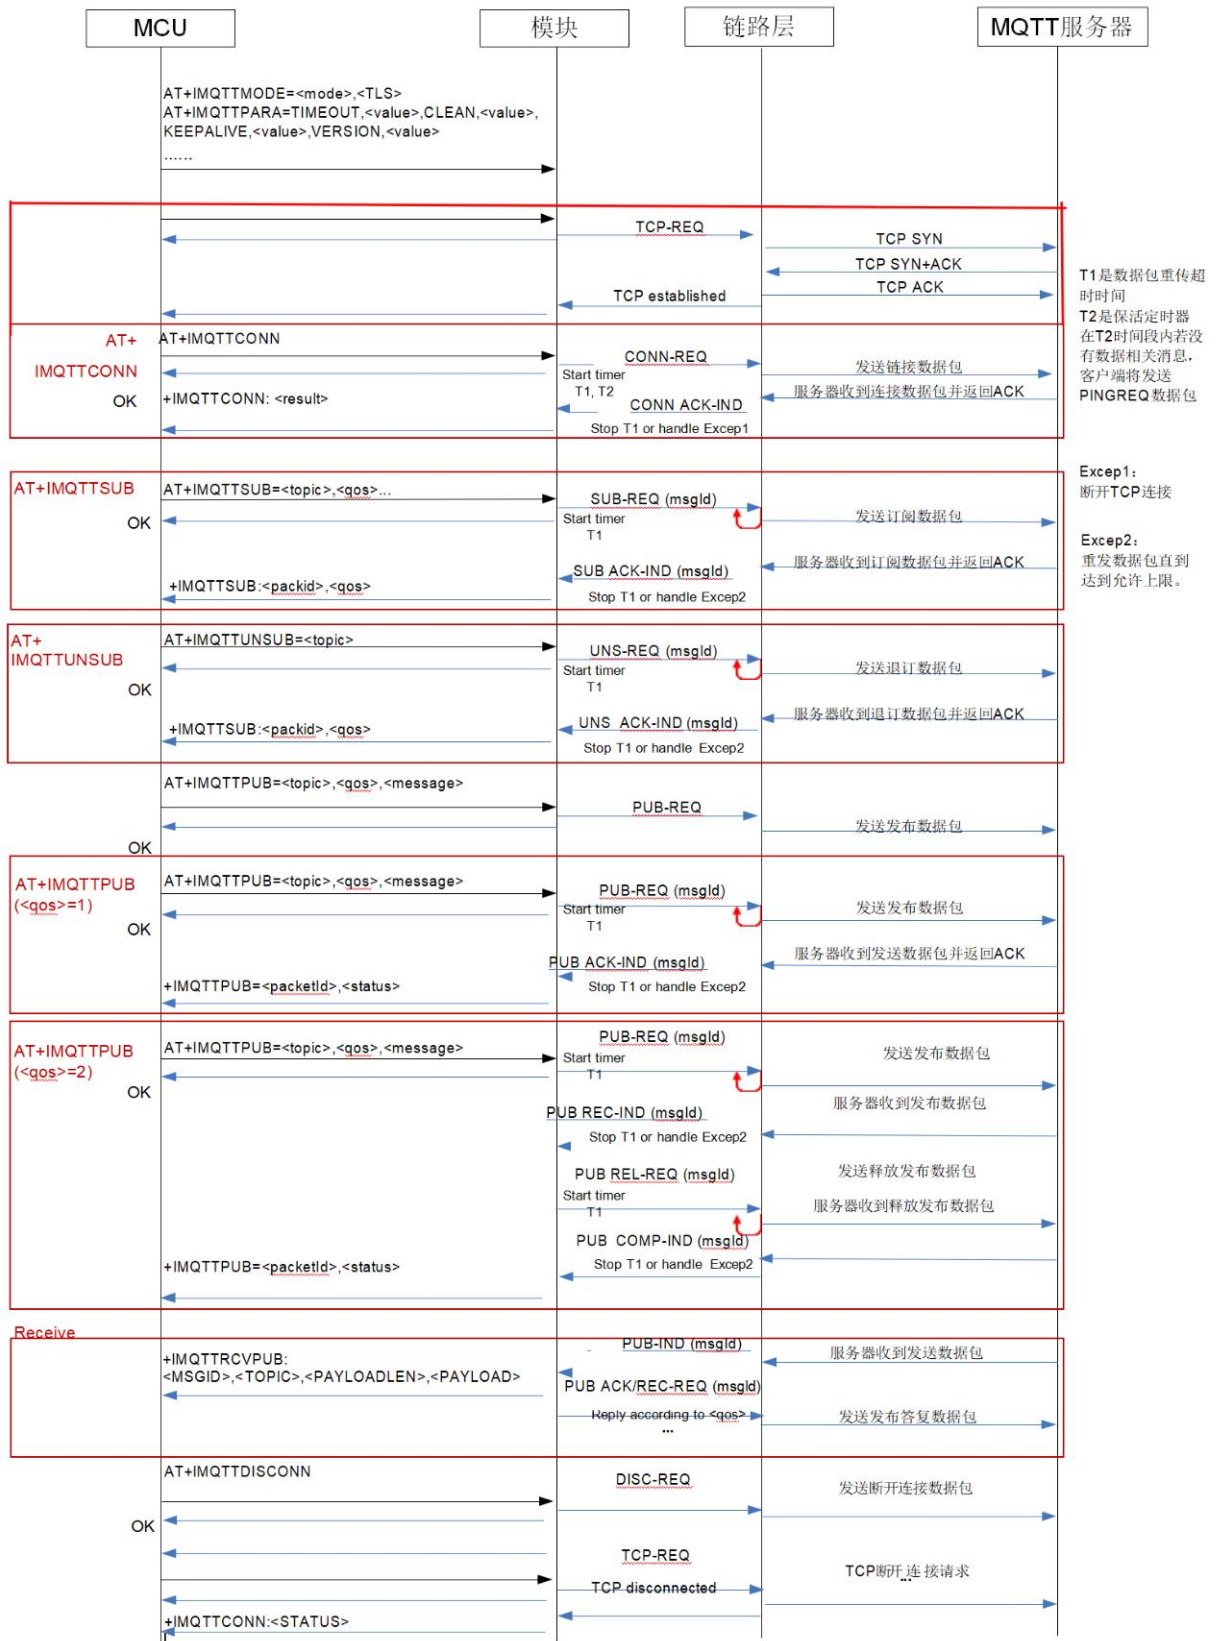 MCU
模块
链路层
MQTT服务器
AT+IMQTTMODE=<mode>,<TLS>
AT+IMQTTPARA=TIMEOUT,<value>,CLEAN,<value>,
KEEPALIVE,<value>,VERSION,<value>
......
TCP-REQ
TCP SYN
TCP SYN+ACK
TCP ACK
TCP established
T1是数据包重传超
时时间
T2是保活定时器
在T2时间段内若没
有数据相关消息,
客户端将发送
PINGREQ数据包
AT+
IMQTTCONN
OK
AT+IMQTTCONN
CONN-REQ
发送链接数据包
Start timer
T1, T2
服务器收到连接数据包并返回ACK
+IMQTTCONN: <result>
CONN ACK-IND
Stop T1 or handle Excep1
Excep1:
断开TCP连接
Excep2:
重发数据包直到
达到允许上限。
AT+IMQTTSUB
OK
AT+IMQTTSUB=<topic>,<qos>...
SUB-REQ (msgId)
Start timer
T1
发送订阅数据包
服务器收到订阅数据包并返回ACK
SUB ACK-IND (msgId)
+IMQTTSUB:<packid>,<qos>
Stop T1 or handle Excep2
AT+
IMQTTUNSUB
OK
AT+IMQTTUNSUB=<topic>
UNS-REQ (msgId)
Start timer
T1
发送退订数据包
服务器收到退订数据包并返回ACK
+IMQTTSUB:<packid>,<qos>
UNS ACK-IND (msgId)
Stop T1 or handle Excep2
AT+IMQTTPUB=<topic>,<qos>,<message>
PUB-REQ
发送发布数据包
OK
AT+IMQTTPUB
(<qos>=1)
OK
AT+IMQTTPUB=<topic>,<qos>,<message>
PUB-REQ (msgId)
Start timer
T1
发送发布数据包
服务器收到发送数据包并返回ACK
PUB ACK-IND (msgId)
+IMQTTPUB=<packetId>,<status>
Stop T1 or handle Excep2
AT+IMQTTPUB
(<qos>=2)
OK
AT+IMQTTPUB=<topic>,<qos>,<message>
PUB-REQ (msgId)
Start timer
T1
发送发布数据包
服务器收到发布数据包
PUB REC-IND (msgId)
Stop T1 or handle Excep2
PUB REL-REQ (msgId)
发送释放发布数据包
Start timer
T1
服务器收到释放发布数据包
PUB COMP-IND (msgId)
Stop T1 or handle Excep2
+IMQTTPUB=<packetId>,<status>
Receive
+IMQTTRCVPUB:
<MSGID>,<TOPIC>,<PAYLOADLEN>,<PAYLOAD>
PUB-IND (msgId)
服务器收到发送数据包
PUB ACK/REC-REQ (msgId)
Reply according to <qos>
...
发送发布答复数据包
AT+IMQTTDISCONN
DISC-REQ
发送断开连接数据包
OK
TCP-REQ
TCP断开连接请求
TCP disconnected
+IMQTTCONN:<STATUS>